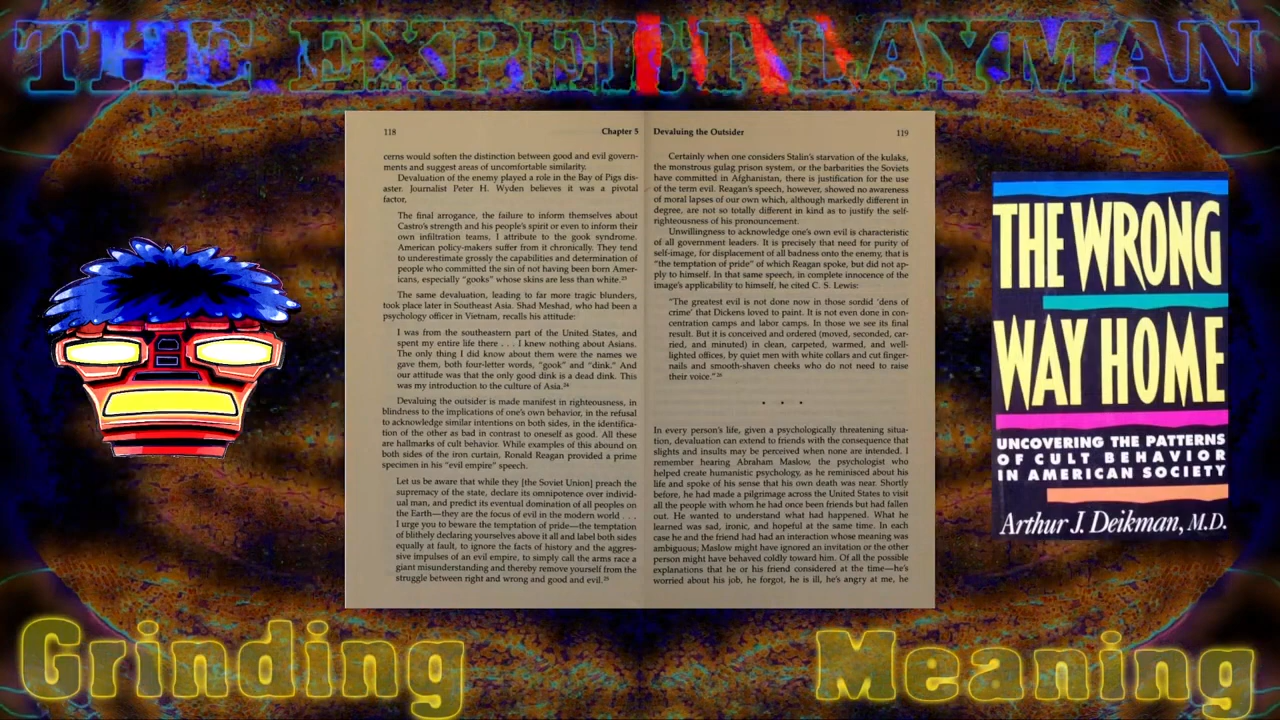 THE EXPERT LAYMAN
118 Chapter 5
cerns would soften the distinction between good and evil govern-
ments and suggest areas of uncomfortable similarity.
Devaluation of the enemy played a role in the Bay of Pigs dis-
aster. Journalist Peter H. Wyden believes it was a pivotal
factor,
The final arrogance, the failure to inform themselves about
Castro's strength and his people's spirit or even to inform their
own infiltration teams, I attribute to the gook syndrome.
American policy-makers suffer from it chronically. They tend
to underestimate grossly the capabilities and determination of
people who committed the sin of not having been born Amer-
icans, especially "gooks" whose skins are less than white.²³
The same devaluation, leading to far more tragic blunders,
took place later in Southeast Asia. Shad Meshad, who had been a
psychology officer in Vietnam, recalls his attitude:
I was from the southeastern part of the United States, and
spent my entire life there . . . I knew nothing about Asians.
The only thing I did know about them were the names we
gave them, both four-letter words, "gook" and "dink." And
our attitude was that the only good dink is a dead dink. This
was my introduction to the culture of Asia.²⁴
Devaluing the outsider is made manifest in righteousness, in
blindness to the implications of one's own behavior, in the refusal
to acknowledge similar intentions on both sides, in the identifica-
tion of the other as bad in contrast to oneself as good. All these
are hallmarks of cult behavior. While examples of this abound on
both sides of the iron curtain, Ronald Reagan provided a prime
specimen in his "evil empire" speech.
Let us be aware that while they [the Soviet Union] preach the
supremacy of the state, declare its omnipotence over individ-
ual man, and predict its eventual domination of all peoples on
the Earth—they are the focus of evil in the modern world . . .
I urge you to beware the temptation of pride—the temptation
of blithely declaring yourselves above it all and label both sides
equally at fault, to ignore the facts of history and the aggres-
sive impulses of an evil empire, to simply call the arms race a
giant misunderstanding and thereby remove yourself from the
struggle between right and wrong and good and evil.²⁵
Devaluing the Outsider 119
Certainly when one considers Stalin's starvation of the kulaks,
the monstrous gulag prison system, or the barbarities the Soviets
have committed in Afghanistan, there is justification for the use
of the term evil. Reagan's speech, however, showed no awareness
of moral lapses of our own which, although markedly different in
degree, are not so totally different in kind as to justify the self-
righteousness of his pronouncement.
Unwillingness to acknowledge one's own evil is characteristic
of all government leaders. It is precisely that need for purity of
self-image, for displacement of all badness onto the enemy, that is
"the temptation of pride" of which Reagan spoke, but did not ap-
ply to himself. In that same speech, in complete innocence of the
image's applicability to himself, he cited C. S. Lewis:
"The greatest evil is not done now in those sordid 'dens of
crime' that Dickens loved to paint. It is not even done in con-
centration camps and labor camps. In those we see its final
result. But it is conceived and ordered (moved, seconded, car-
ried, and minuted) in clean, carpeted, warmed, and well-
lighted offices, by quiet men with white collars and cut finger-
nails and smooth-shaven cheeks who do not need to raise
their voice."²⁶
• • •
In every person's life, given a psychologically threatening situa-
tion, devaluation can extend to friends with the consequence that
slights and insults may be perceived when none are intended. I
remember hearing Abraham Maslow, the psychologist who
helped create humanistic psychology, as he reminisced about his
life and spoke of his sense that his own death was near. Shortly
before, he had made a pilgrimage across the United States to visit
all the people with whom he had once been friends but had fallen
out. He wanted to understand what had happened. What he
learned was sad, ironic, and hopeful at the same time. In each
case he and the friend had had an interaction whose meaning was
ambiguous; Maslow might have ignored an invitation or the other
person might have behaved coldly toward him. Of all the possible
explanations that he or his friend considered at the time—he's
worried about his job, he forgot, he is ill, he's angry at me, he
THE WRONG
WAY HOME
UNCOVERING THE PATTERNS
OF CULT BEHAVIOR
IN AMERICAN SOCIETY
Arthur J. Deikman, M.D.
Grinding Meaning